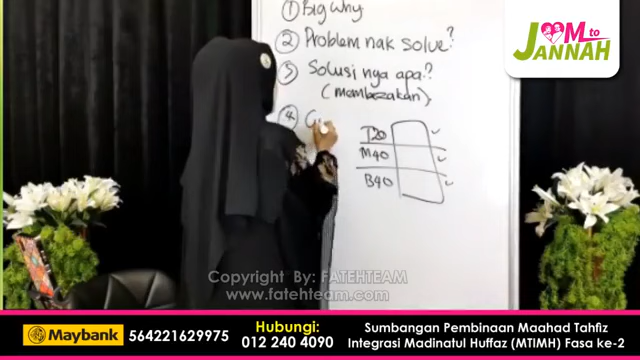 ① Big Why
② Problem nak solve?
③ Solusi nya apa?
(membezakan)
④
T20
M40
B40
J♥M to
JANNAH
Copyright By: FATEHTEAM
www.fatehteam.com
Maybank 564221629975
Hubungi:
012 240 4090
Sumbangan Pembinaan Maahad Tahfiz
Integrasi Madinatul Huffaz (MTIMH) Fasa ke-2